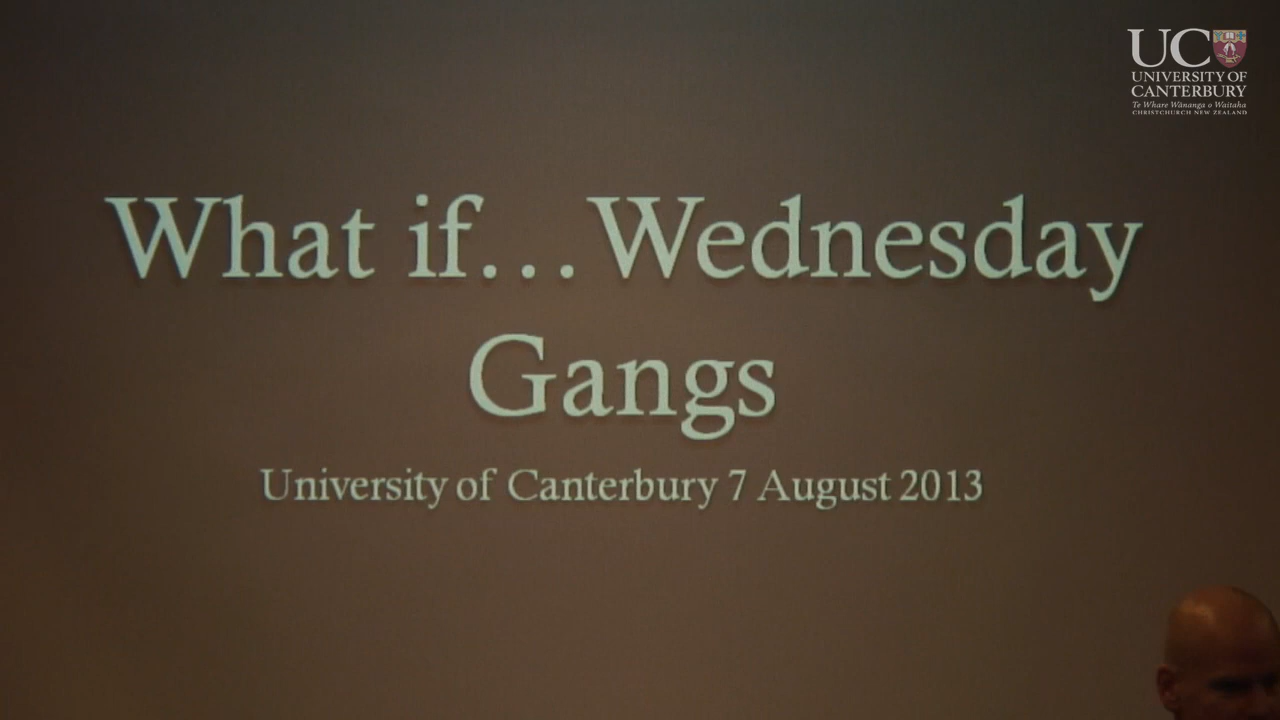 UC
UNIVERSITY OF
CANTERBURY
Te Whare Wānanga o Waitaha
CHRISTCHURCH NEW ZEALAND
What if... Wednesday
Gangs
University of Canterbury 7 August 2013